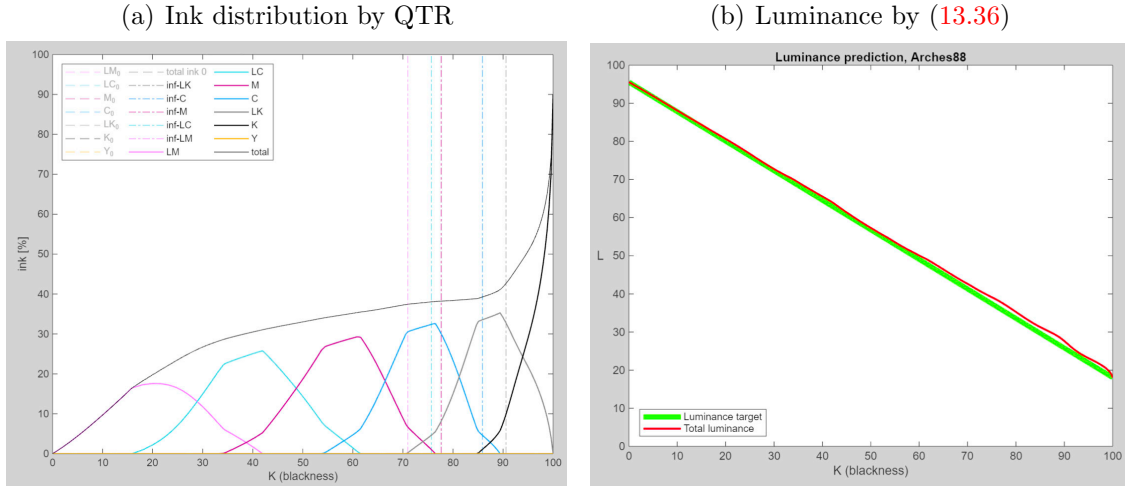 (a) Ink distribution by QTR
(b) Luminance by (13.36)
100
90
80
70
60
50
40
30
20
10
0
ink [%]
LM₀
LC₀
M₀
C₀
LK₀
K₀
Y₀
total ink 0
inf-LK
inf-C
inf-M
inf-LC
inf-LM
LM
LC
M
C
LK
K
Y
total
0 10 20 30 40 50 60 70 80 90 100
K (blackness)
Luminance prediction, Arches88
100
90
80
70
60
50
40
30
20
10
0
L
Luminance target
Total luminance
0 10 20 30 40 50 60 70 80 90 100
K (blackness)